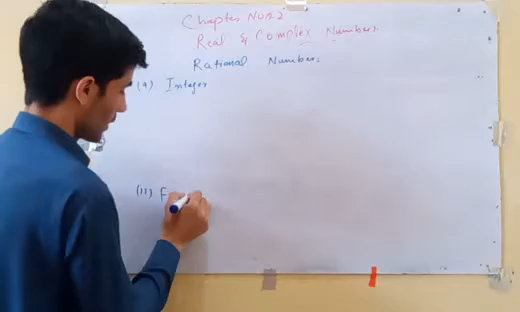 Chapter No:2
Real & Complex Numbers.
Rational Numbers
(i) Integer
(ii) F